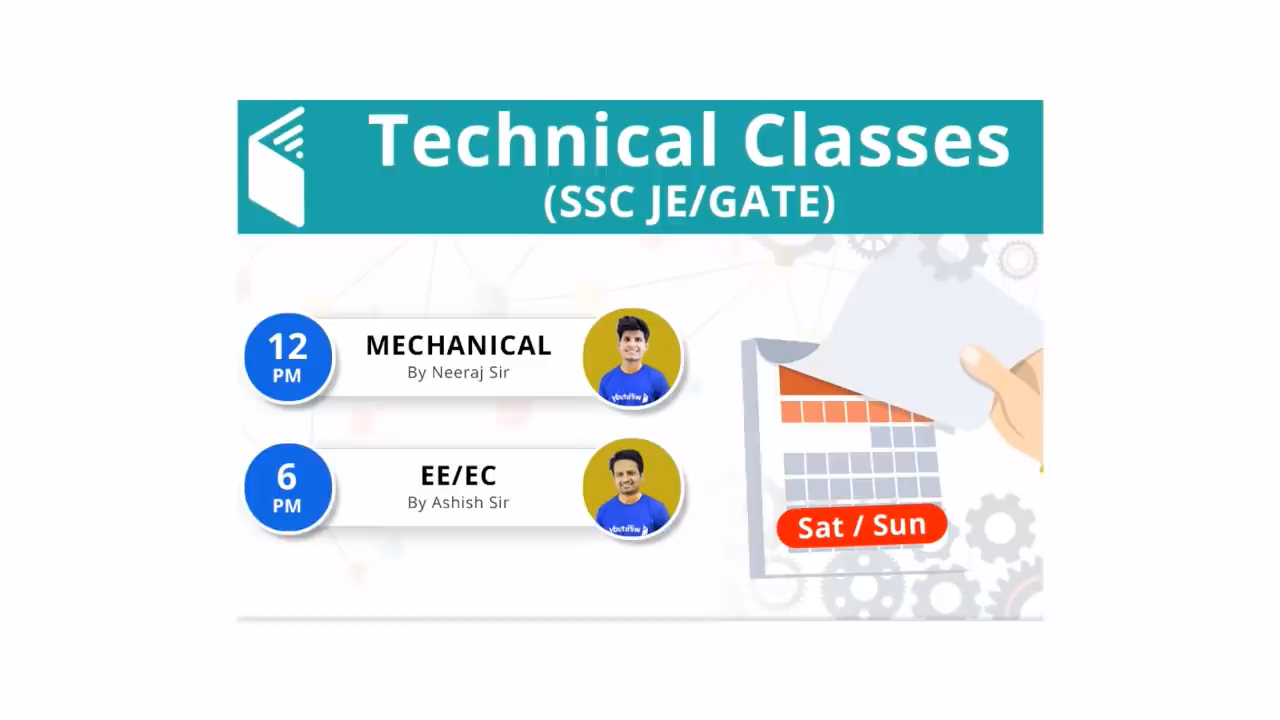 Technical Classes
(SSC JE/GATE)
12
PM
MECHANICAL
By Neeraj Sir
6
PM
EE/EC
By Ashish Sir
Sat / Sun